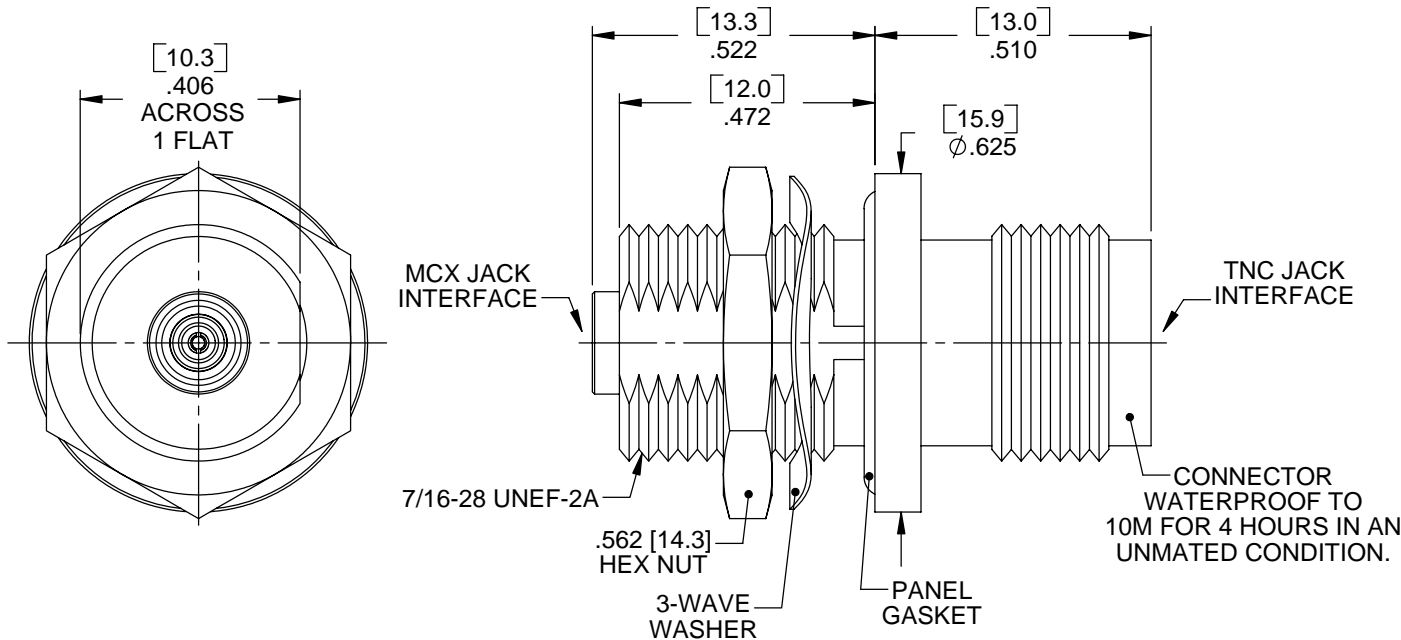 [10.3]
.406
ACROSS
1 FLAT
[13.3]
.522
[13.0]
.510
[12.0]
.472
[15.9]
Ø.625
MCX JACK
INTERFACE
TNC JACK
INTERFACE
7/16-28 UNEF-2A
.562 [14.3]
HEX NUT
3-WAVE
WASHER
PANEL
GASKET
CONNECTOR
WATERPROOF TO
10M FOR 4 HOURS IN AN
UNMATED CONDITION.